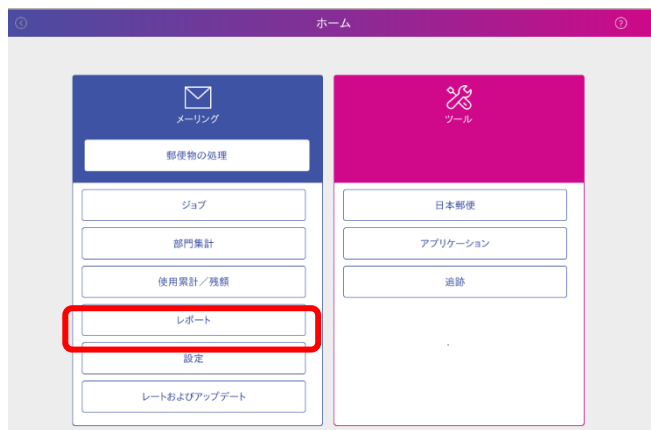 ホーム
メーリング
郵便物の処理
ジョブ
部門集計
使用累計／残額
レポート
設定
レートおよびアップデート
ツール
日本郵便
アプリケーション
追跡